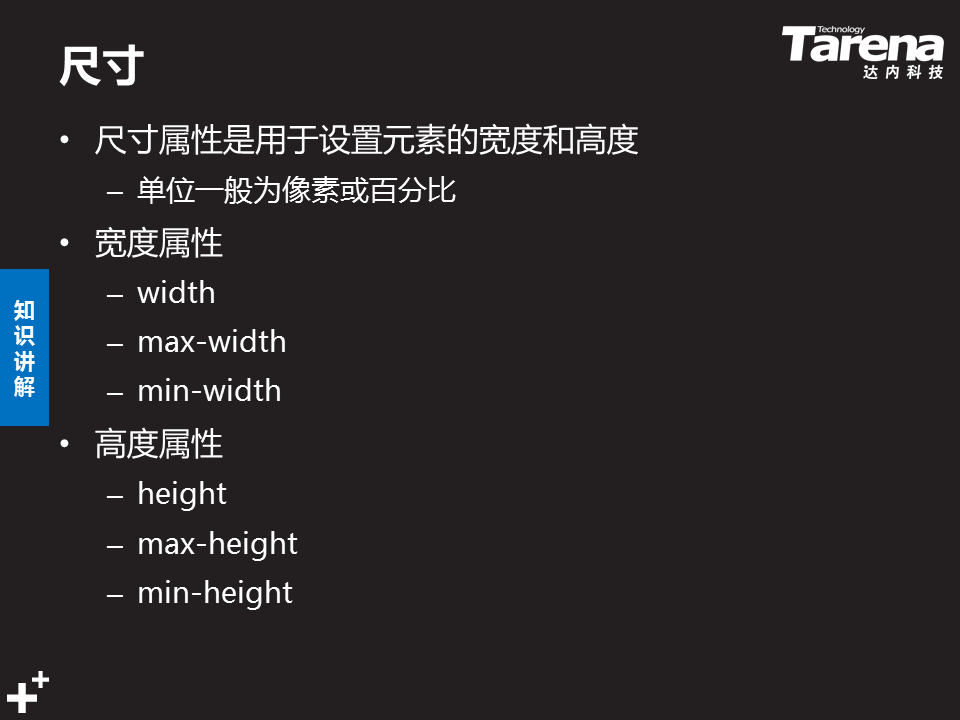 尺寸
Technology
Tarena
达内科技
• 尺寸属性是用于设置元素的宽度和高度
– 单位一般为像素或百分比
• 宽度属性
– width
– max-width
– min-width
• 高度属性
– height
– max-height
– min-height
知识讲解